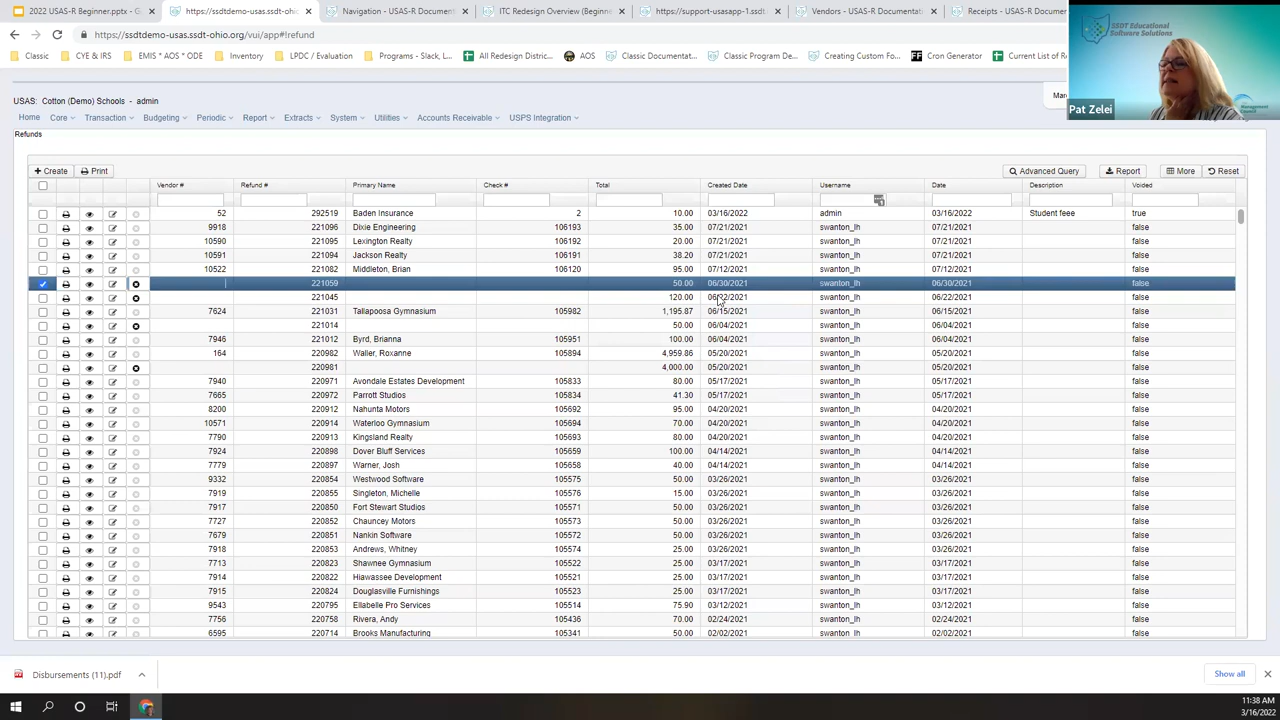 2022 USAS-R Beginner.pptx - G
https://ssdtdemo-usas.ssdt-ohi
Navigation - USAS-R Documenta
ITC Redesign Overview (Beginne
https://support-usasapp-1.ssdt
Vendors - USAS-R Documentati
Receipts - USAS-R Documen
https://ssdtdemo-usas.ssdt-ohio.org/vui/app#!refund
Classic
CYE & IRS
EMIS * AOS * ODE
Inventory
LPDC / Evaluation
Programs - Slack, L...
All Redesign Distric...
AOS
Classic Documentat...
Classic Program De...
Creating Custom Fo...
Cron Generator
Current List of Re
SSDT Educational
Software Solutions
Management
Council
Pat Zelei
USAS: Cotton (Demo) Schools - admin
Mar
Home Core Transaction Budgeting Periodic Report Extracts System Utilities Accounts Receivable USPS Integration
Refunds
Create Print Advanced Query Report More Reset
Vendor # Refund # Primary Name Check # Total Created Date Username Date Description Voided
52 292519 Baden Insurance 2 10.00 03/16/2022 admin 03/16/2022 Student feee true
9918 221096 Dixie Engineering 106193 35.00 07/21/2021 swanton_lh 07/21/2021 false
10590 221095 Lexington Realty 106192 20.00 07/21/2021 swanton_lh 07/21/2021 false
10591 221094 Jackson Realty 106191 38.20 07/21/2021 swanton_lh 07/21/2021 false
10522 221082 Middleton, Brian 106120 95.00 07/12/2021 swanton_lh 07/12/2021 false
221059 50.00 06/30/2021 swanton_lh 06/30/2021 false
221045 120.00 06/22/2021 swanton_lh 06/22/2021 false
7624 221031 Tallapoosa Gymnasium 105982 1,195.87 06/15/2021 swanton_lh 06/15/2021 false
221014 50.00 06/04/2021 swanton_lh 06/04/2021 false
7946 221012 Byrd, Brianna 105951 100.00 06/04/2021 swanton_lh 06/04/2021 false
164 220982 Waller, Roxanne 105894 4,959.86 05/20/2021 swanton_lh 05/20/2021 false
220981 4,000.00 05/20/2021 swanton_lh 05/20/2021 false
7940 220971 Avondale Estates Development 105833 80.00 05/17/2021 swanton_lh 05/17/2021 false
7665 220972 Parrott Studios 105834 41.30 05/17/2021 swanton_lh 05/17/2021 false
8200 220912 Nahunta Motors 105692 95.00 04/20/2021 swanton_lh 04/20/2021 false
10571 220914 Waterloo Gymnasium 105694 70.00 04/20/2021 swanton_lh 04/20/2021 false
7790 220913 Kingsland Realty 105693 80.00 04/20/2021 swanton_lh 04/20/2021 false
7924 220898 Dover Bluff Services 105659 100.00 04/14/2021 swanton_lh 04/14/2021 false
7779 220897 Warner, Josh 105658 40.00 04/14/2021 swanton_lh 04/14/2021 false
9332 220854 Westwood Software 105575 50.00 03/26/2021 swanton_lh 03/26/2021 false
7919 220855 Singleton, Michelle 105576 15.00 03/26/2021 swanton_lh 03/26/2021 false
7917 220850 Fort Stewart Studios 105571 50.00 03/26/2021 swanton_lh 03/26/2021 false
7727 220852 Chauncey Motors 105573 50.00 03/26/2021 swanton_lh 03/26/2021 false
7679 220851 Nankin Software 105572 50.00 03/26/2021 swanton_lh 03/26/2021 false
7918 220853 Andrews, Whitney 105574 25.00 03/26/2021 swanton_lh 03/26/2021 false
7713 220823 Shawnee Gymnasium 105522 25.00 03/17/2021 swanton_lh 03/17/2021 false
7914 220822 Hiawassee Development 105521 25.00 03/17/2021 swanton_lh 03/17/2021 false
7915 220824 Douglasville Furnishings 105523 25.00 03/17/2021 swanton_lh 03/17/2021 false
9543 220795 Ellabelle Pro Services 105514 75.90 03/12/2021 swanton_lh 03/12/2021 false
7756 220758 Rivera, Andy 105436 70.00 02/24/2021 swanton_lh 02/24/2021 false
6595 220715 Brooks Manufacturing 105341 50.00 02/02/2021 swanton_lh 02/02/2021 false
Disbursements (11).pdf
Show all
11:38 AM
3/16/2022